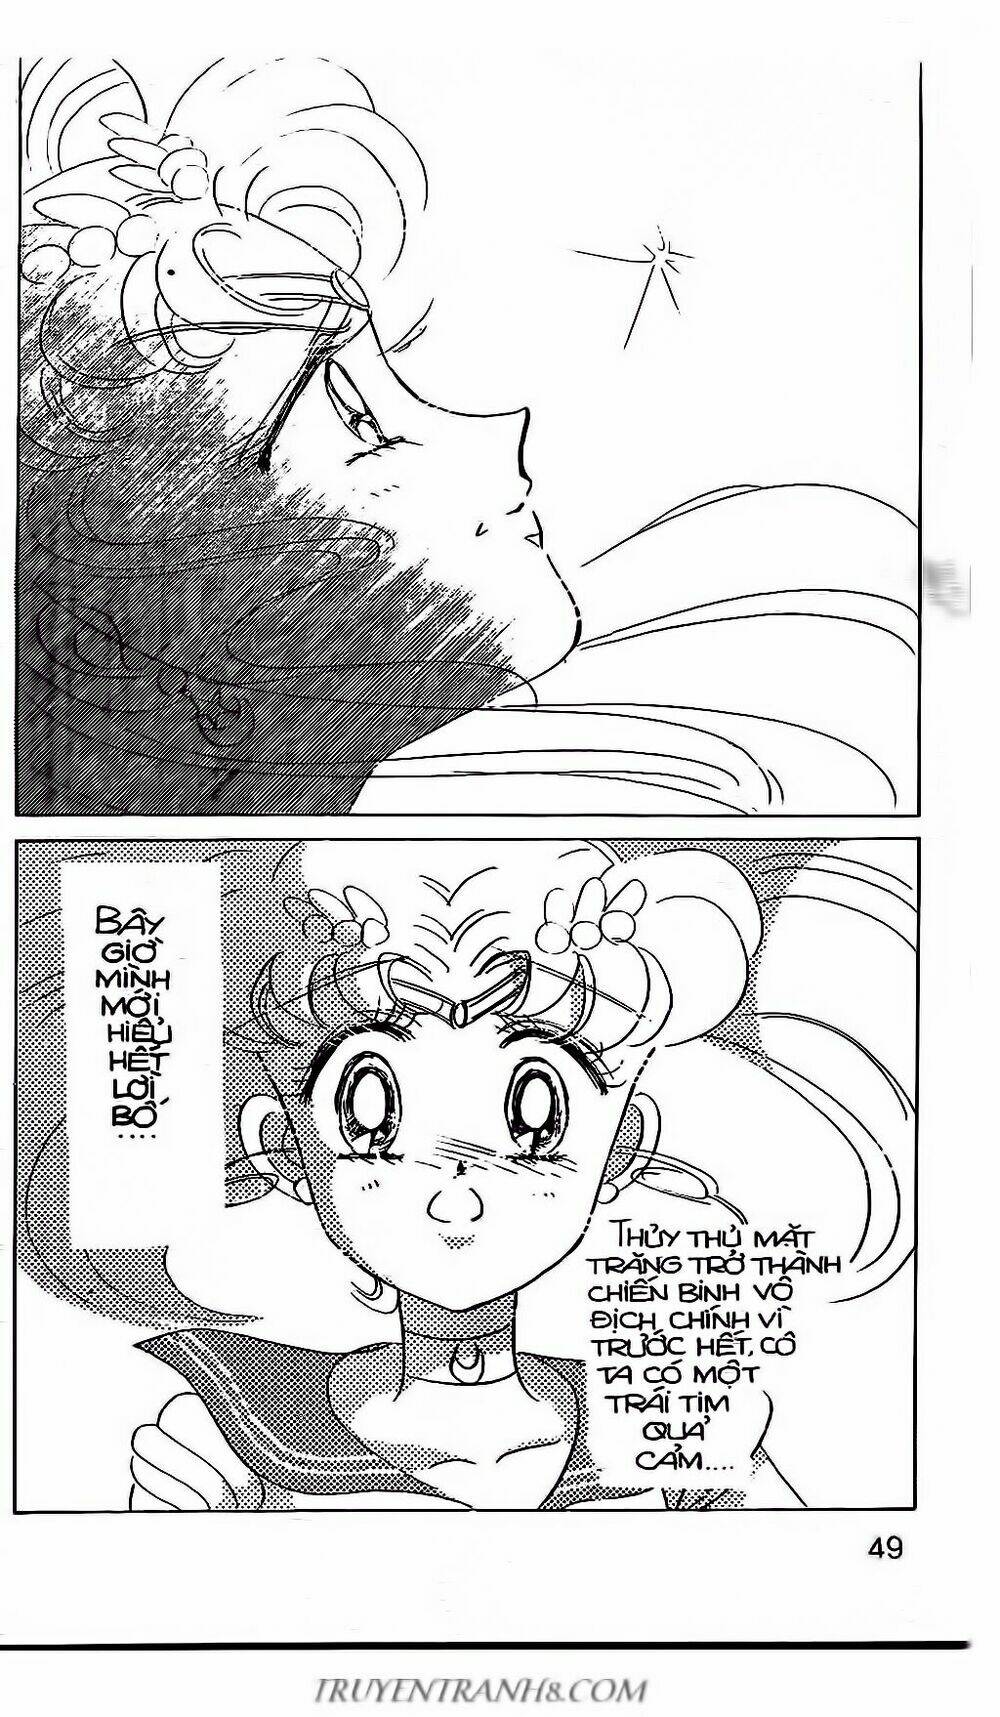 BÂY
GIỜ
MÌNH
MỚI
HIỂU
HẾT
LỜI
BỐ
....
THỦY THỦ MẶT
TRĂNG TRỞ THÀNH
CHIẾN BINH VÔ
ĐỊCH, CHÍNH VÌ
TRƯỚC HẾT, CÔ
TA CÓ MỘT
TRÁI TIM
QUẢ
CẢM....
49
TRUYENTRANH8.COM